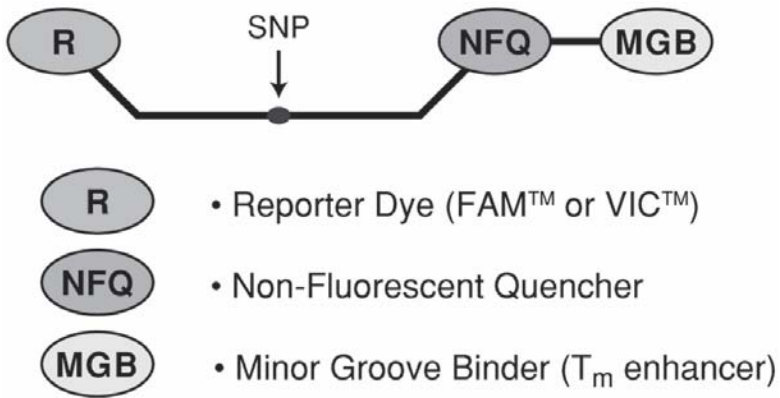 SNP
R NFQ MGB
R • Reporter Dye (FAM™ or VIC™)
NFQ • Non-Fluorescent Quencher
MGB • Minor Groove Binder (Tm enhancer)